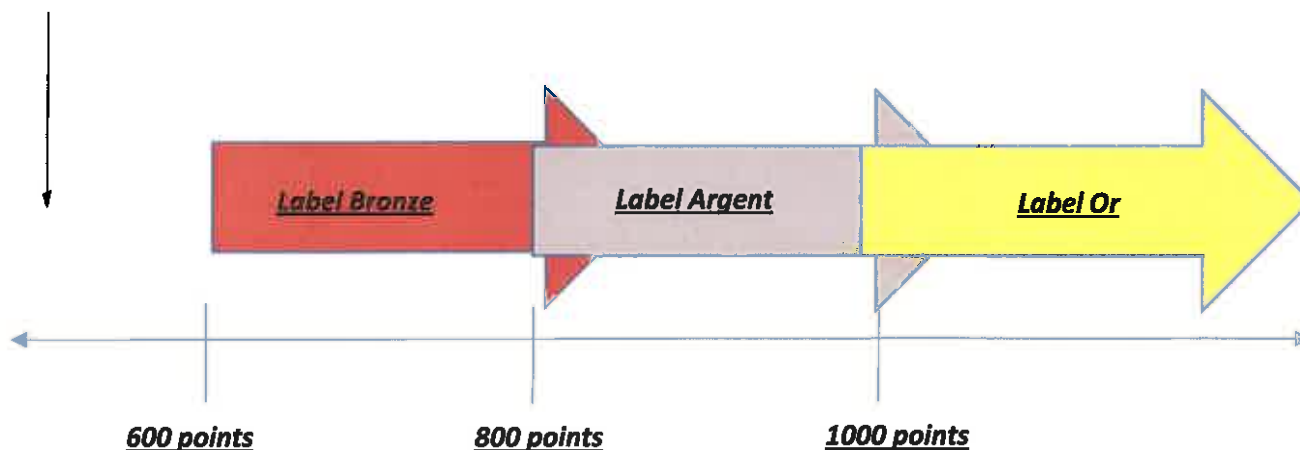 Label Bronze
Label Argent
Label Or
600 points
800 points
1000 points